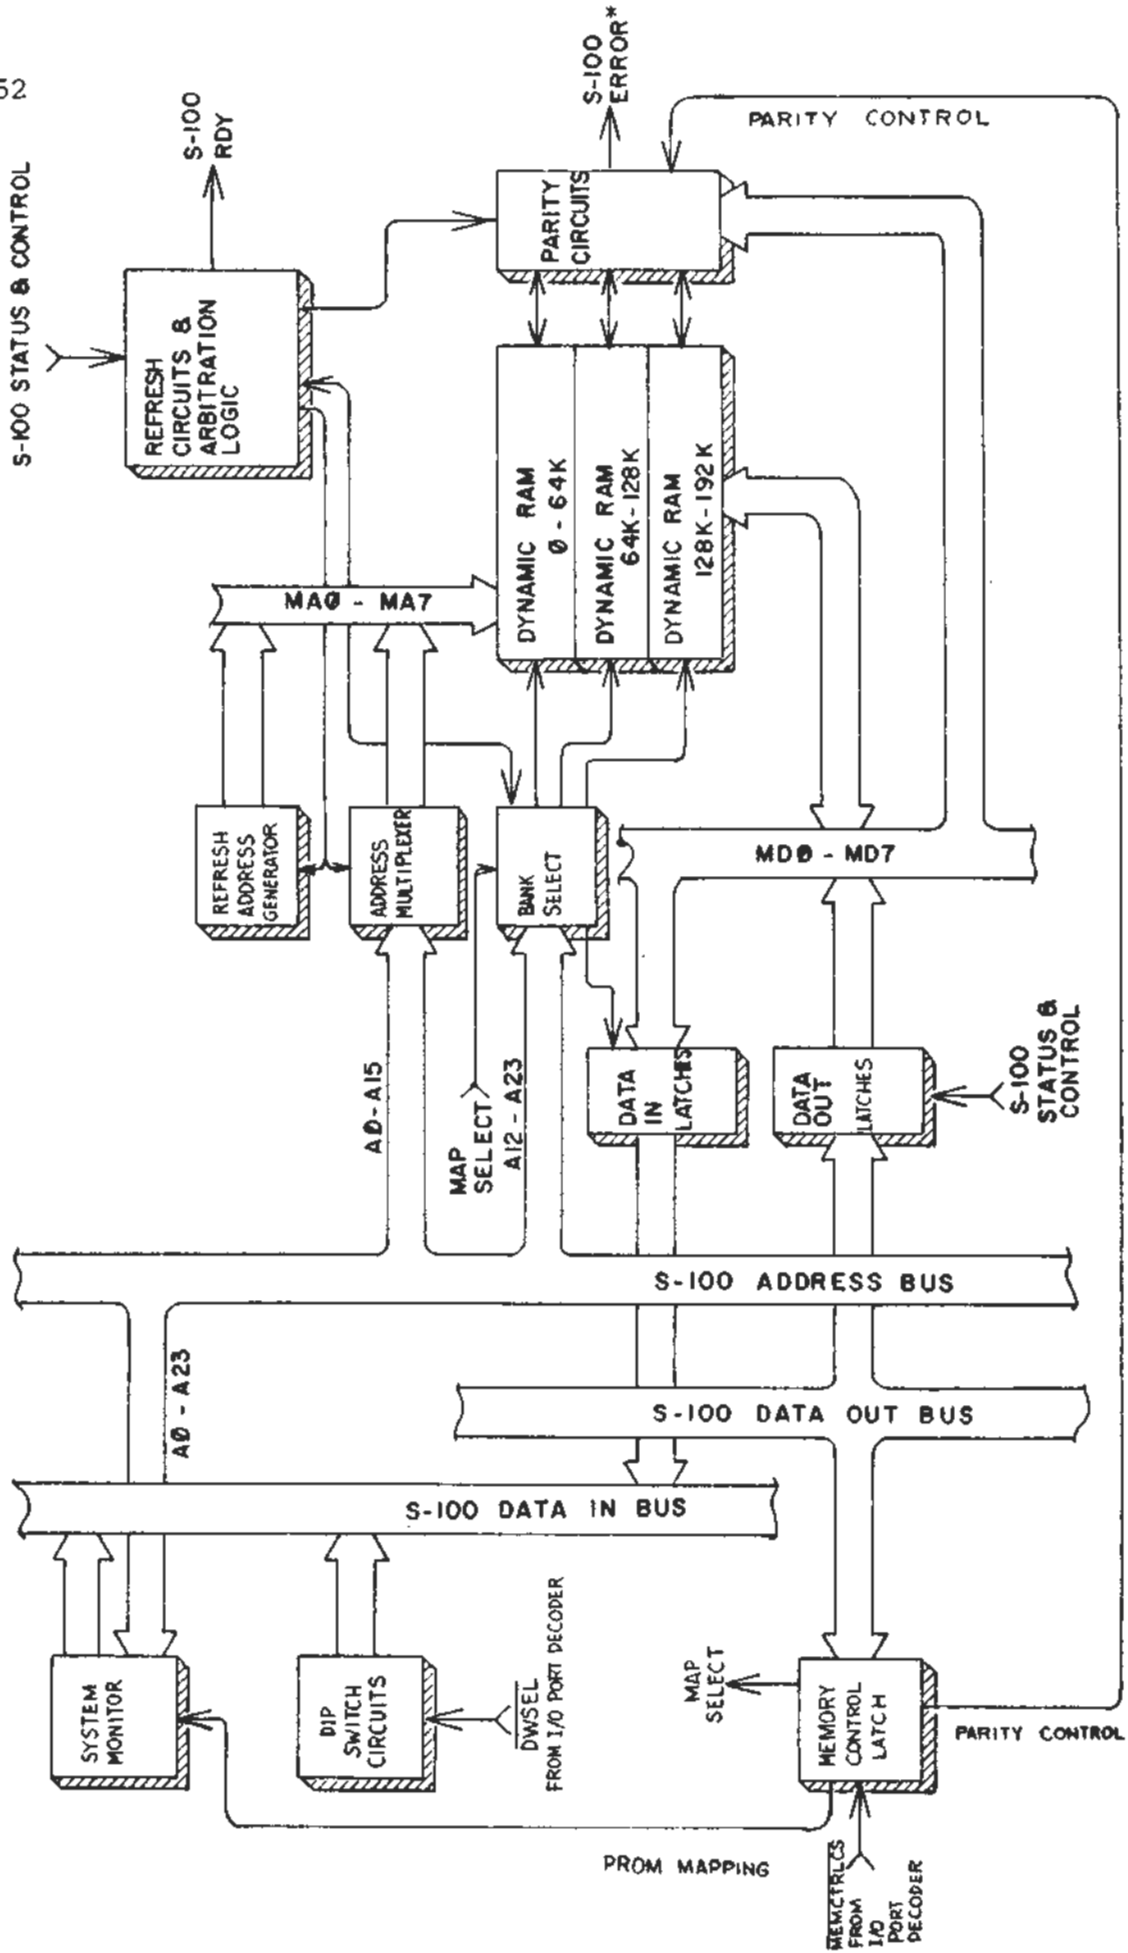 52
S-100 STATUS & CONTROL
S-100
RDY
S-100
ERROR*
PARITY CONTROL
REFRESH
CIRCUITS &
ARBITRATION
LOGIC
PARITY
CIRCUITS
MA0 - MA7
DYNAMIC RAM
0 - 64K
DYNAMIC RAM
64K-128K
DYNAMIC RAM
128K-192K
REFRESH
ADDRESS
GENERATOR
ADDRESS
MULTIPLEXER
BANK
SELECT
MD0 - MD7
A0-A15
MAP
SELECT
A12 - A23
DATA
IN
LATCHES
DATA
OUT
LATCHES
S-100
STATUS &
CONTROL
S-100 ADDRESS BUS
A0 - A23
S-100 DATA OUT BUS
S-100 DATA IN BUS
SYSTEM
MONITOR
DIP
SWITCH
CIRCUITS
DWSEL
FROM I/O PORT DECODER
MAP
SELECT
MEMORY
CONTROL
LATCH
PARITY CONTROL
PROM MAPPING
MEMCTRLCS
FROM
I/O
PORT
DECODER